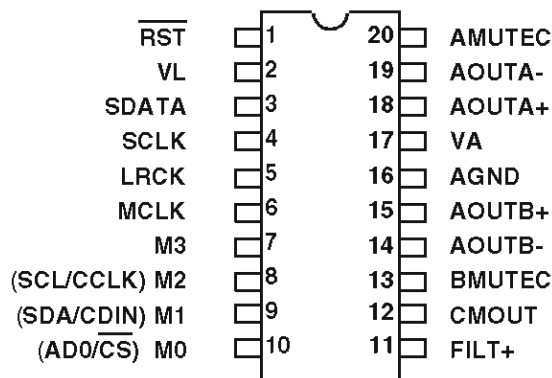 RST 1 20 AMUTEC
VL 2 19 AOUTA-
SDATA 3 18 AOUTA+
SCLK 4 17 VA
LRCK 5 16 AGND
MCLK 6 15 AOUTB+
M3 7 14 AOUTB-
(SCL/CCLK) M2 8 13 BMUTEC
(SDA/CDIN) M1 9 12 CMOUT
(AD0/CS) M0 10 11 FILT+